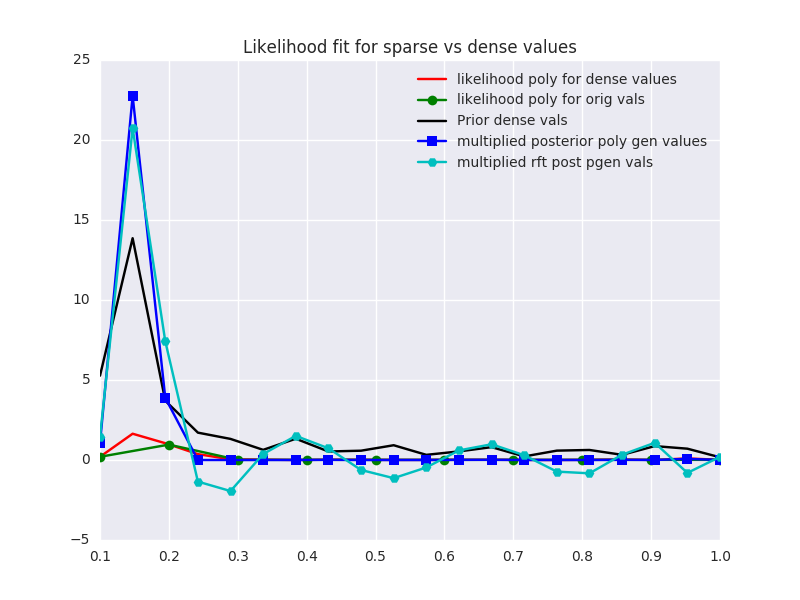 Likelihood fit for sparse vs dense values
25
20
15
10
5
0
−5
likelihood poly for dense values
likelihood poly for orig vals
Prior dense vals
multiplied posterior poly gen values
multiplied rft post pgen vals
0.1 0.2 0.3 0.4 0.5 0.6 0.7 0.8 0.9 1.0